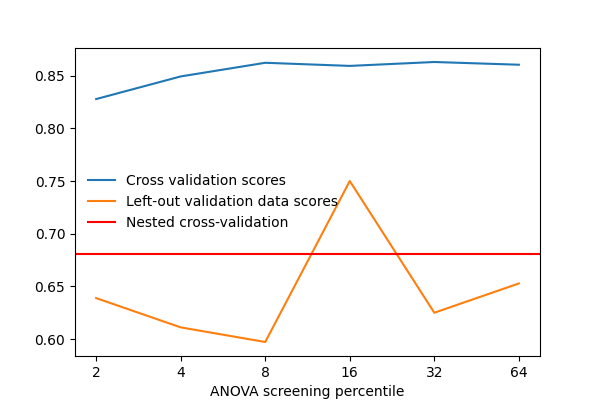 0.85
0.80
0.75
0.70
0.65
0.60
Cross validation scores
Left-out validation data scores
Nested cross-validation
2 4 8 16 32 64
ANOVA screening percentile